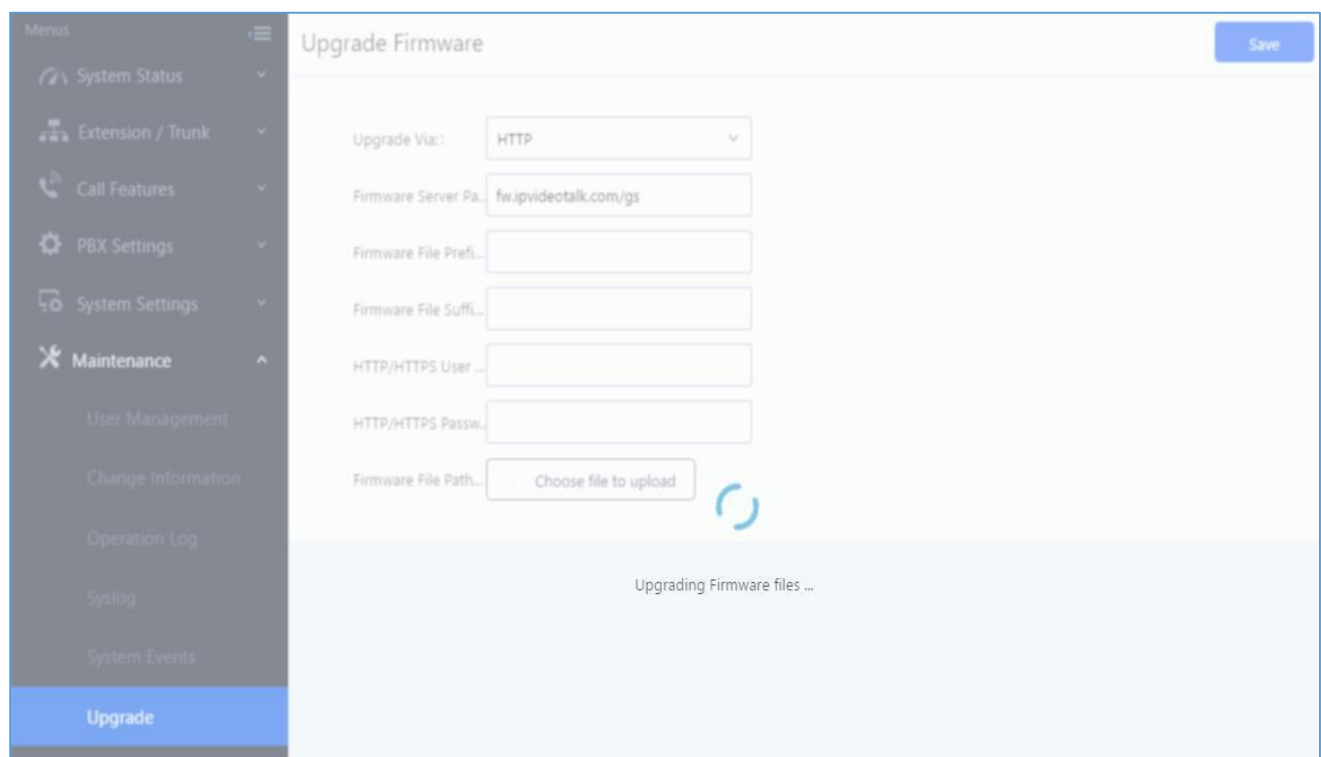 Menus
System Status
Extension / Trunk
Call Features
PBX Settings
System Settings
Maintenance
User Management
Change Information
Operation Log
Syslog
System Events
Upgrade
Upgrade Firmware
Save
Upgrade Via::
HTTP
Firmware Server Pa...
fw.ipvideotalk.com/gs
Firmware File Prefi...
Firmware File Suffi...
HTTP/HTTPS User ...
HTTP/HTTPS Passw...
Firmware File Path...
Choose file to upload
Upgrading Firmware files ...